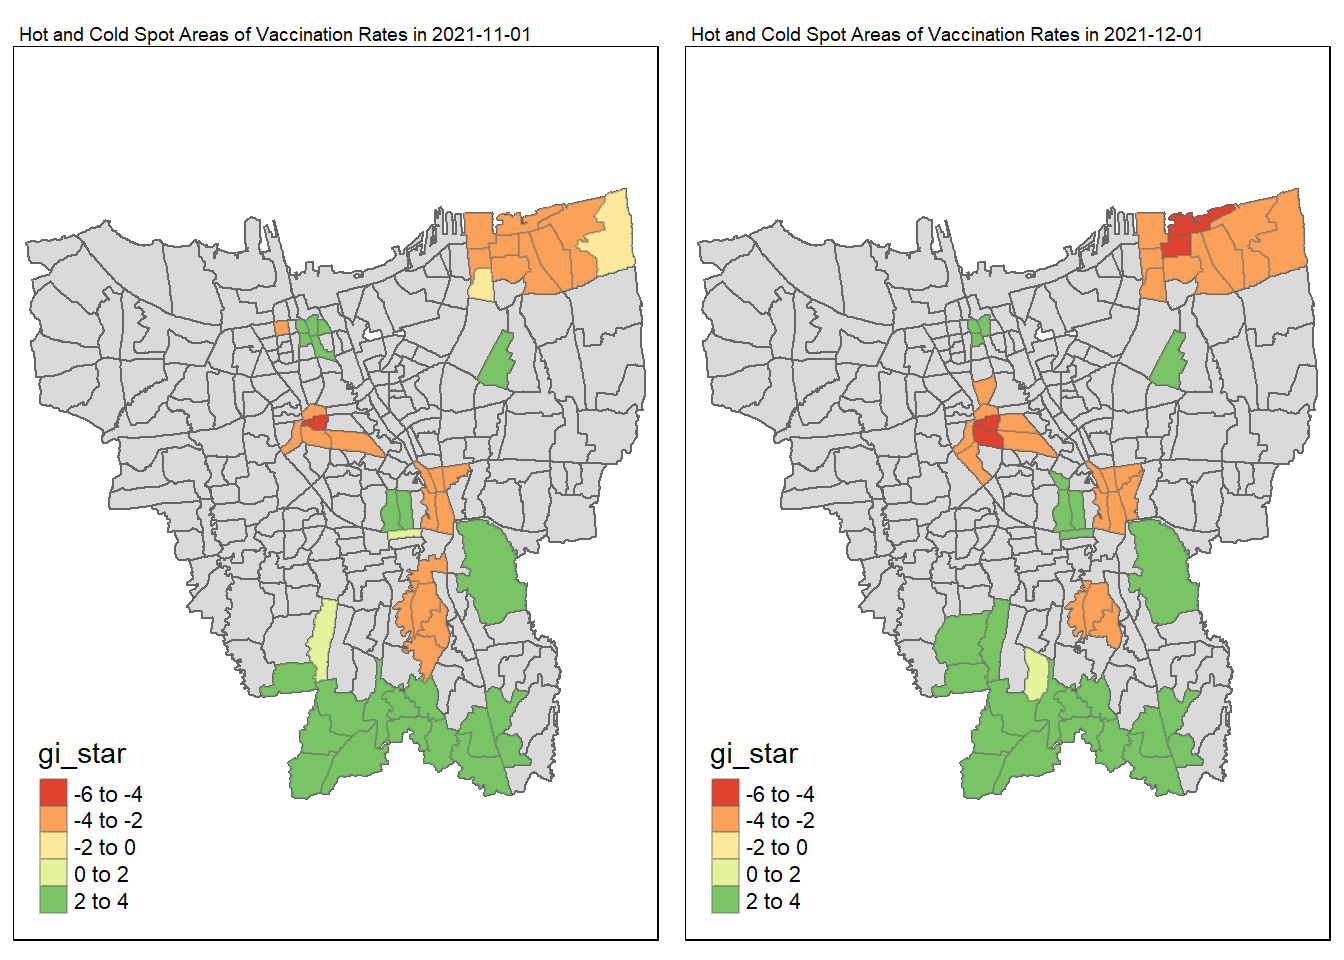 Hot and Cold Spot Areas of Vaccination Rates in 2021-11-01
gi_star
-6 to -4
-4 to -2
-2 to 0
0 to 2
2 to 4
Hot and Cold Spot Areas of Vaccination Rates in 2021-12-01
gi_star
-6 to -4
-4 to -2
-2 to 0
0 to 2
2 to 4